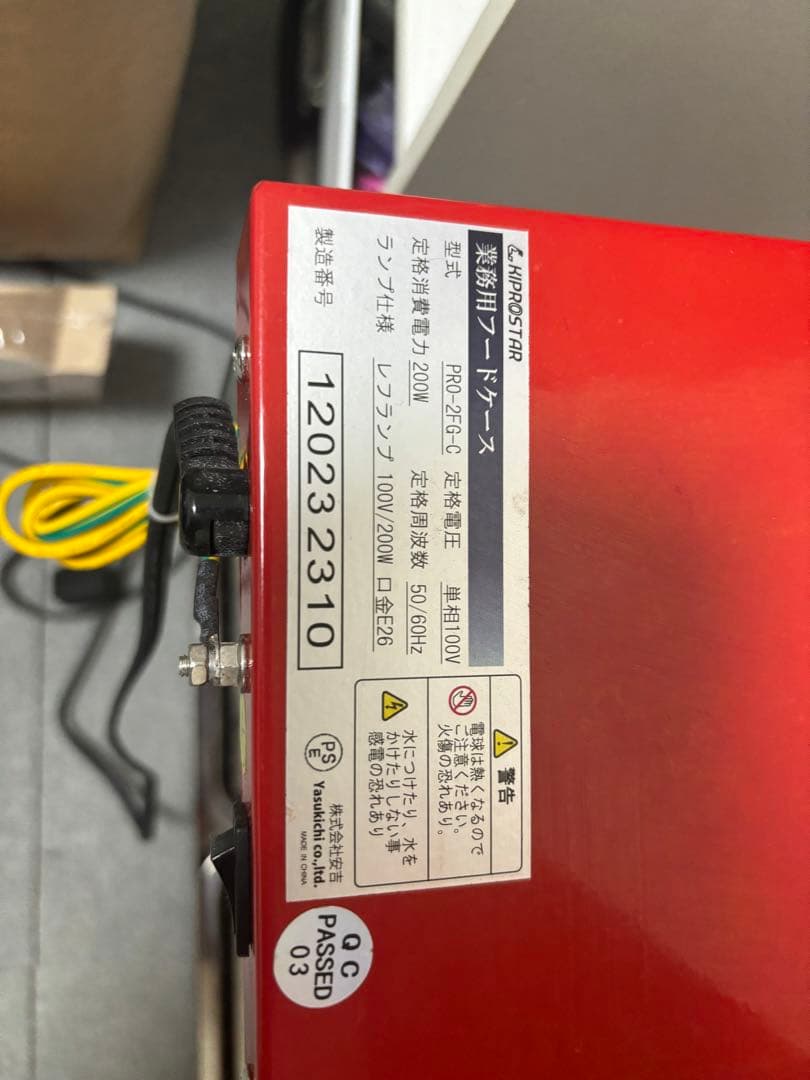 KIPROSTAR
業務用フードケース
型式 PRO-2FG-C 定格電圧 単相100V
定格消費電力 200W 定格周波数 50/60Hz
ランプ仕様 レフランプ 100V/200W 口金E26
製造番号 120232310
警告
電球は熱くなるので
ご注意ください。
火傷の恐れあり。
水につけたり、水を
かけたりしない事
感電の恐れあり
PS
E
株式会社安吉
Yasukichi co.,ltd.
MADE IN CHINA
QC
PASSED
03